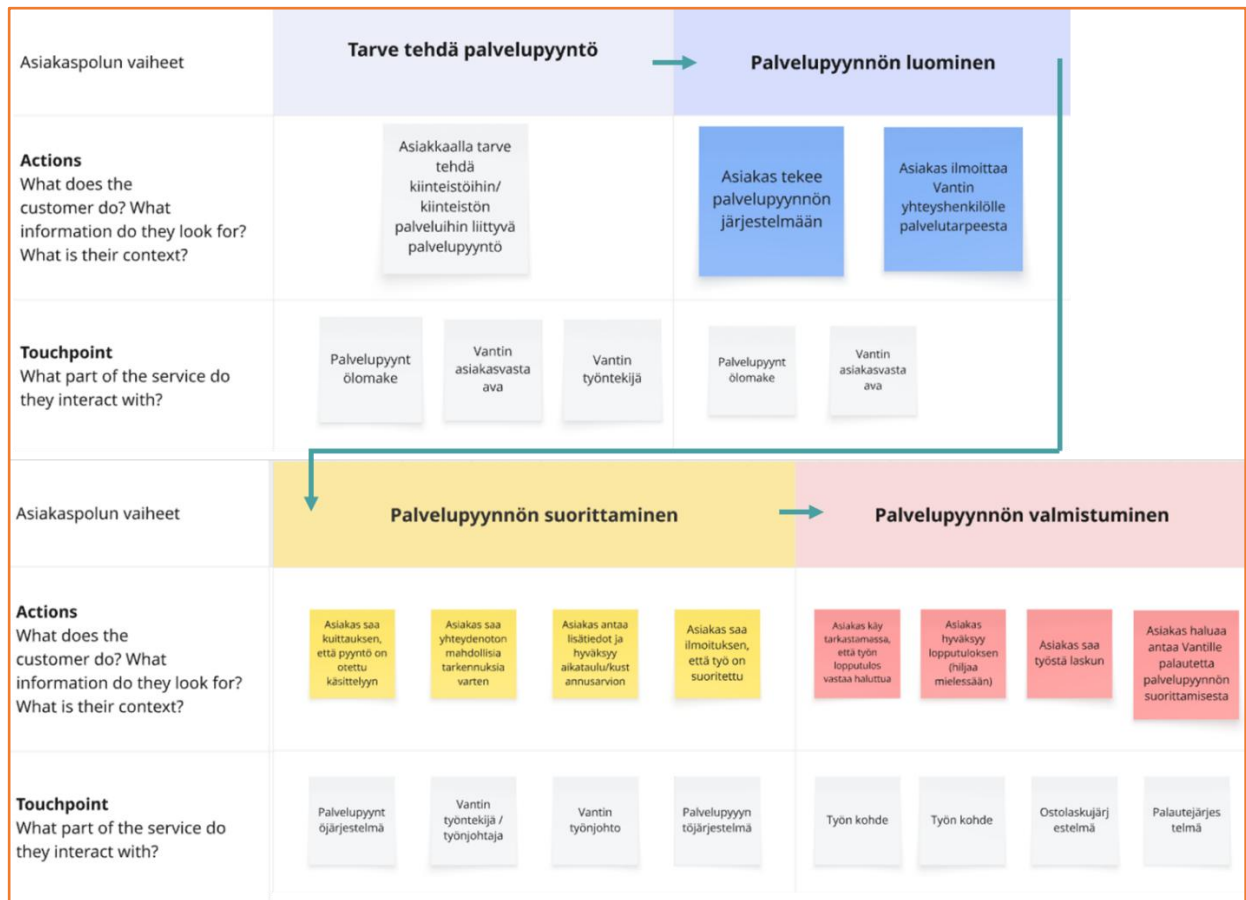 Asiakaspolun vaiheet
Tarve tehdä palvelupyyntö
Palvelupyynnön luominen
Actions
What does the
customer do? What
information do they look for?
What is their context?
Asiakkaalla tarve
tehdä
kiinteistöihin/
kiinteistön
palveluihin liittyvä
palvelupyyntö
Asiakas tekee
palvelupyynnön
järjestelmään
Asiakas ilmoittaa
Vantin
yhteyshenkilölle
palvelutarpeesta
Touchpoint
What part of the service do
they interact with?
Palvelupyynt
ölomake
Vantin
asiakasvasta
ava
Vantin
työntekijä
Palvelupyynt
ölomake
Vantin
asiakasvasta
ava
Asiakaspolun vaiheet
Palvelupyynnön suorittaminen
Palvelupyynnön valmistuminen
Actions
What does the
customer do? What
information do they look for?
What is their context?
Asiakas saa
kuittauksen,
että pyyntö on
otettu
käsittelyyn
Asiakas saa
yhteydenoton
mahdollisia
tarkennuksia
varten
Asiakas antaa
lisätiedot ja
hyväksyy
aikataulu/kust
annusarvion
Asiakas saa
ilmoituksen,
että työ on
suoritettu
Asiakas käy
tarkastamassa,
että työn
lopputulos
vastaa haluttua
Asiakas
hyväksyy
lopputuloksen
(hiljaa
mielessään)
Asiakas saa
työstä laskun
Asiakas haluaa
antaa Vantille
palautetta
palvelupyynnön
suorittamisesta
Touchpoint
What part of the service do
they interact with?
Palvelupyynt
öjärjestelmä
Vantin
työntekijä /
työnjohtaja
Vantin
työnjohto
Palvelupyyn
töjärjestelmä
Työn kohde
Työn kohde
Ostolaskujärj
estelmä
Palautejärjes
telmä